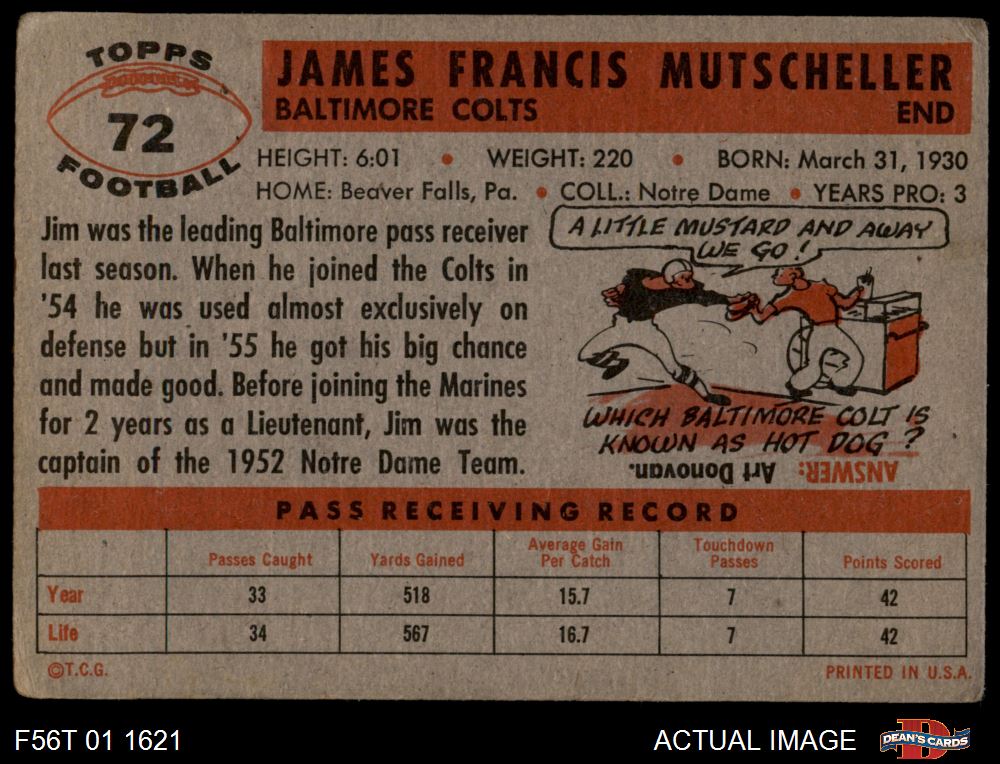 TOPPS
72
FOOTBALL
JAMES FRANCIS MUTSCHELLER
BALTIMORE COLTS END
HEIGHT: 6:01 • WEIGHT: 220 • BORN: March 31, 1930
HOME: Beaver Falls, Pa. • COLL.: Notre Dame • YEARS PRO: 3
Jim was the leading Baltimore pass receiver
last season. When he joined the Colts in
'54 he was used almost exclusively on
defense but in '55 he got his big chance
and made good. Before joining the Marines
for 2 years as a Lieutenant, Jim was the
captain of the 1952 Notre Dame Team.
A LITTLE MUSTARD AND AWAY
WE GO!
WHICH BALTIMORE COLT IS
KNOWN AS HOT DOG?
ANSWER: Art Donovan.
PASS RECEIVING RECORD
Passes Caught Yards Gained Average Gain Per Catch Touchdown Passes Points Scored
Year 33 518 15.7 7 42
Life 34 567 16.7 7 42
©T.C.G. PRINTED IN U.S.A.
F56T 01 1621 ACTUAL IMAGE DEAN'S CARDS